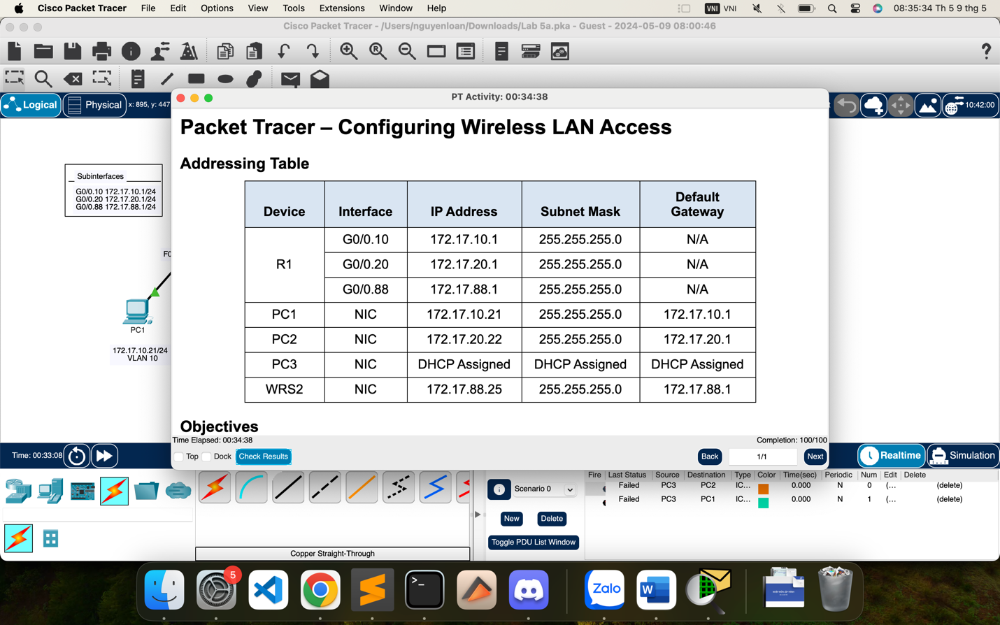 Cisco Packet Tracer File Edit Options View Tools Extensions Window Help VNI VNI 08:35:34 Th 5 9 thg 5
Cisco Packet Tracer - /Users/nguyenloan/Downloads/Lab 5a.pka - Guest - 2024-05-09 08:00:46
?
Logical Physical x: 895, y: 447 PT Activity: 00:34:38 10:42:00
Packet Tracer – Configuring Wireless LAN Access
Addressing Table
Subinterfaces
G0/0.10 172.17.10.1/24
G0/0.20 172.17.20.1/24
G0/0.88 172.17.88.1/24
F0
PC1
172.17.10.21/24
VLAN 10
Device Interface IP Address Subnet Mask Default Gateway
R1 G0/0.10 172.17.10.1 255.255.255.0 N/A
G0/0.20 172.17.20.1 255.255.255.0 N/A
G0/0.88 172.17.88.1 255.255.255.0 N/A
PC1 NIC 172.17.10.21 255.255.255.0 172.17.10.1
PC2 NIC 172.17.20.22 255.255.255.0 172.17.20.1
PC3 NIC DHCP Assigned DHCP Assigned DHCP Assigned
WRS2 NIC 172.17.88.25 255.255.255.0 172.17.88.1
Objectives
Time Elapsed: 00:34:38 Completion: 100/100
Top Dock Check Results Back 1/1 Next
Time: 00:33:08 Realtime Simulation
Fire Last Status Source Destination Type Color Time(sec) Periodic Num Edit Delete
Failed PC3 PC2 IC... 0.000 N 0 (... (delete)
Failed PC3 PC1 IC... 0.000 N 1 (... (delete)
Scenario 0
New Delete
Toggle PDU List Window
Copper Straight-Through
5
>_
Zalo
W